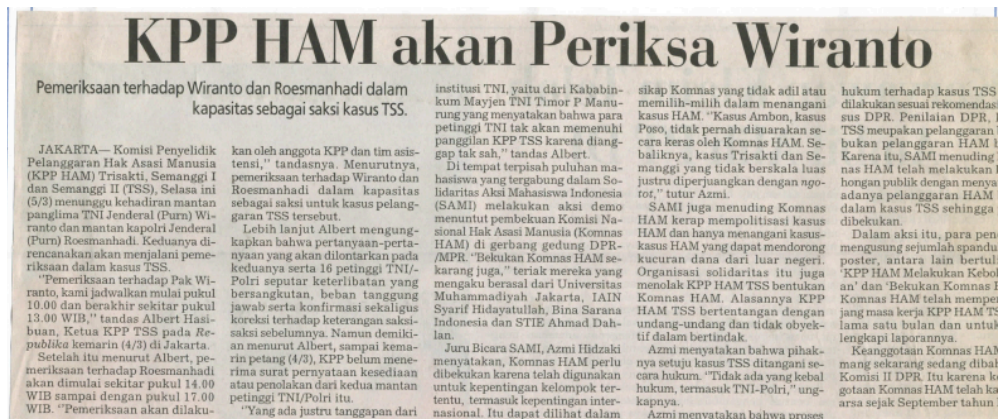 KPP HAM akan Periksa Wiranto
Pemeriksaan terhadap Wiranto dan Roesmanhadi dalam
kapasitas sebagai saksi kasus TSS.
JAKARTA— Komisi Penyelidik
Pelanggaran Hak Asasi Manusia
(KPP HAM) Trisakti, Semanggi I
dan Semanggi II (TSS), Selasa ini
(5/3) menunggu kehadiran mantan
panglima TNI Jenderal (Purn) Wi-
ranto dan mantan kapolri Jenderal
(Purn) Roesmanhadi. Keduanya di-
rencanakan akan menjalani peme-
riksaan dalam kasus TSS.
"Pemeriksaan terhadap Pak Wi-
ranto, kami jadwalkan mulai pukul
10.00 dan berakhir sekitar pukul
13.00 WIB," tandas Albert Hasi-
buan, Ketua KPP TSS pada Re-
publika kemarin (4/3) di Jakarta.
Setelah itu menurut Albert, pe-
meriksaan terhadap Roesmanhadi
akan dimulai sekitar pukul 14.00
WIB sampai dengan pukul 17.00
WIB. "Pemeriksaan akan dilaku-
kan oleh anggota KPP dan tim asis-
tensi," tandasnya. Menurutnya,
pemeriksaan terhadap Wiranto dan
Roesmanhadi dalam kapasitas
sebagai saksi untuk kasus pelang-
garan TSS tersebut.
Lebih lanjut Albert mengung-
kapkan bahwa pertanyaan-perta-
nyaan yang akan dilontarkan pada
keduanya serta 16 petinggi TNI/-
Polri seputar keterlibatan yang
bersangkutan, beban tanggung
jawab serta konfirmasi sekaligus
koreksi terhadap keterangan saksi-
saksi sebelumnya. Namun demiki-
an menurut Albert, sampai kema-
rin petang (4/3), KPP belum mene-
rima surat pernyataan kesediaan
atau penolakan dari kedua mantan
petinggi TNI/Polri itu.
"Yang ada justru tanggapan dari
institusi TNI, yaitu dari Kababin-
kum Mayjen TNI Timor P Manu-
rung yang menyatakan bahwa para
petinggi TNI tak akan memenuhi
panggilan KPP TSS karena diang-
gap tak sah," tandas Albert.
Di tempat terpisah puluhan ma-
hasiswa yang tergabung dalam So-
lidaritas Aksi Mahasiswa Indonesia
(SAMI) melakukan aksi demo
menuntut pembekuan Komisi Na-
sional Hak Asasi Manusia (Komnas
HAM) di gerbang gedung DPR-
/MPR. "Bekukan Komnas HAM se-
karang juga," teriak mereka yang
mengaku berasal dari Universitas
Muhammadiyah Jakarta, IAIN
Syarif Hidayatullah, Bina Sarana
Indonesia dan STIE Ahmad Dah-
lan.
Juru Bicara SAMI, Azmi Hidzaki
menyatakan, Komnas HAM perlu
dibekukan karena telah digunakan
untuk kepentingan kelompok ter-
tentu, termasuk kepentingan inter-
nasional. Itu dapat dilihat dalam
sikap Komnas yang tidak adil atau
memilih-milih dalam menangani
kasus HAM. "Kasus Ambon, kasus
Poso, tidak pernah disuarakan se-
cara keras oleh Komnas HAM. Se-
baliknya, kasus Trisakti dan Se-
manggi yang tidak berskala luas
justru diperjuangkan dengan ngo-
tot," tutur Azmi.
SAMI juga menuding Komnas
HAM kerap mempolitisasi kasus
HAM dan hanya menangani kasus-
kasus HAM yang dapat mendorong
kucuran dana dari luar negeri.
Organisasi solidaritas itu juga
menolak KPP HAM TSS bentukan
Komnas HAM. Alasannya KPP
HAM TSS bertentangan dengan
undang-undang dan tidak obyek-
tif dalam bertindak.
Azmi menyatakan bahwa pihak-
nya setuju kasus TSS ditangani se-
cara hukum. "Tidak ada yang kebal
hukum, termasuk TNI-Polri," ung-
kapnya.
Azmi menyatakan bahwa proses
hukum terhadap kasus TSS
dilakukan sesuai rekomendas
sus DPR. Penilaian DPR,
TSS meupakan pelanggaran
bukan pelanggaran HAM
Karena itu, SAMI menuding
nas HAM telah melakukan
hongan publik dengan menya
adanya pelanggaran HAM
dalam kasus TSS sehingga
dibekukan.
Dalam aksi itu, para pen
mengusung sejumlah spandu
poster, antara lain bertuli
'KPP HAM Melakukan Kebol
an' dan 'Bekukan Komnas
Komnas HAM telah memper
jang masa kerja KPP HAM TS
lama satu bulan dan untuk
lengkapi laporannya.
Keanggotaan Komnas HAM
mang sekarang sedang dibah
Komisi II DPR. Itu karena k
gotaan Komnas HAM telah ka
arsa sejak September tahun